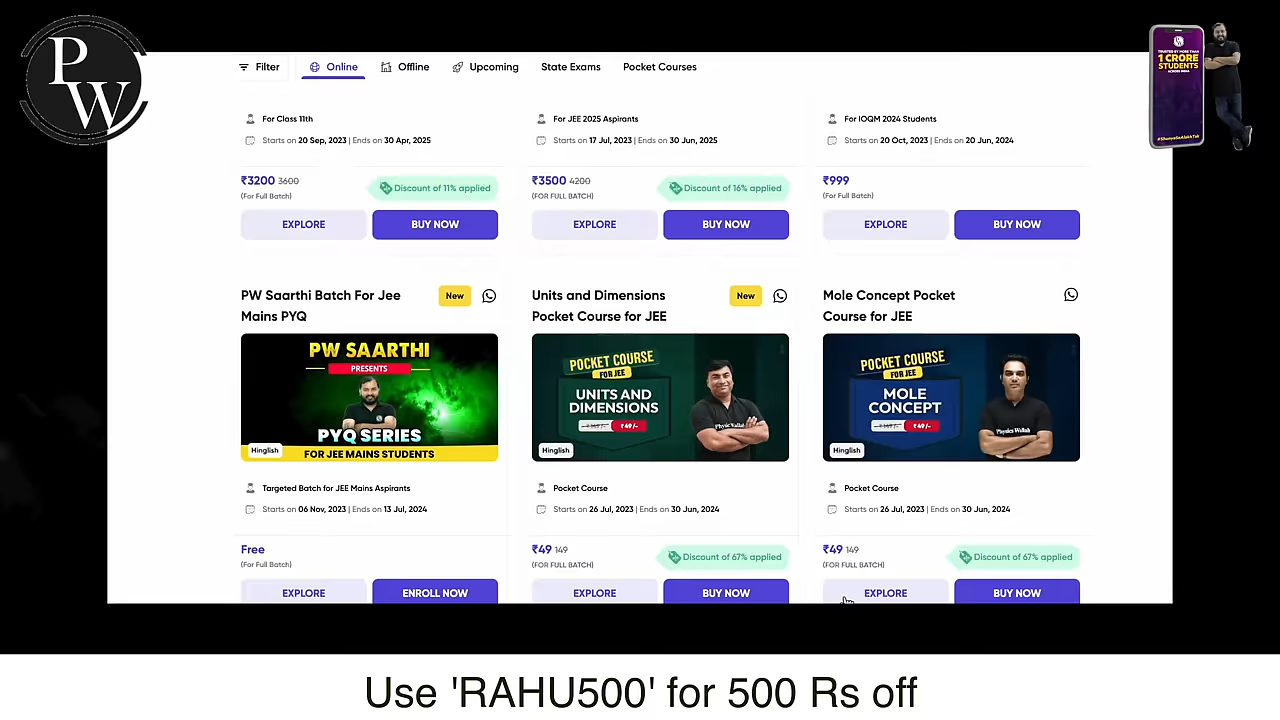 PW
TRUSTED BY MORE THAN
1 CRORE
STUDENTS
ACROSS INDIA
Filter
Online
Offline
Upcoming
State Exams
Pocket Courses
For Class 11th
Starts on 20 Sep, 2023 | Ends on 30 Apr, 2025
₹3200 3600
Discount of 11% applied
(For Full Batch)
EXPLORE
BUY NOW
For JEE 2025 Aspirants
Starts on 17 Jul, 2023 | Ends on 30 Jun, 2025
₹3500 4200
Discount of 16% applied
(FOR FULL BATCH)
EXPLORE
BUY NOW
For IOQM 2024 Students
Starts on 20 Oct, 2023 | Ends on 20 Jun, 2024
₹999
(For Full Batch)
EXPLORE
BUY NOW
PW Saarthi Batch For Jee
Mains PYQ
New
PW SAARTHI
PRESENTS
PYQ SERIES
FOR JEE MAINS STUDENTS
Hinglish
Targeted Batch for JEE Mains Aspirants
Starts on 06 Nov, 2023 | Ends on 13 Jul, 2024
Free
(For Full Batch)
EXPLORE
ENROLL NOW
Units and Dimensions
Pocket Course for JEE
New
POCKET COURSE
FOR JEE
UNITS AND
DIMENSIONS
₹49/-
Physics Wallah
Hinglish
Pocket Course
Starts on 26 Jul, 2023 | Ends on 30 Jun, 2024
₹49 149
Discount of 67% applied
(FOR FULL BATCH)
EXPLORE
BUY NOW
Mole Concept Pocket
Course for JEE
POCKET COURSE
FOR JEE
MOLE
CONCEPT
₹49/-
Physics Wallah
Hinglish
Pocket Course
Starts on 26 Jul, 2023 | Ends on 30 Jun, 2024
₹49 149
Discount of 67% applied
(FOR FULL BATCH)
EXPLORE
BUY NOW
Use 'RAHU500' for 500 Rs off